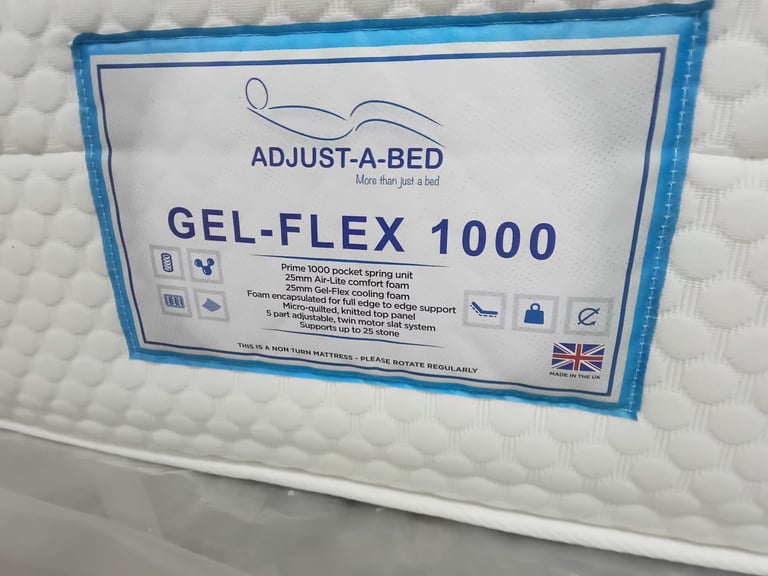 ADJUST-A-BED
More than just a bed
GEL-FLEX 1000
Prime 1000 pocket spring unit
25mm Air-Lite comfort foam
25mm Gel-Flex cooling foam
Foam encapsulated for full edge to edge support
Micro-quilted, knitted top panel
5 part adjustable, twin motor slat system
Supports up to 25 stone
THIS IS A NON TURN MATTRESS - PLEASE ROTATE REGULARLY
MADE IN THE UK